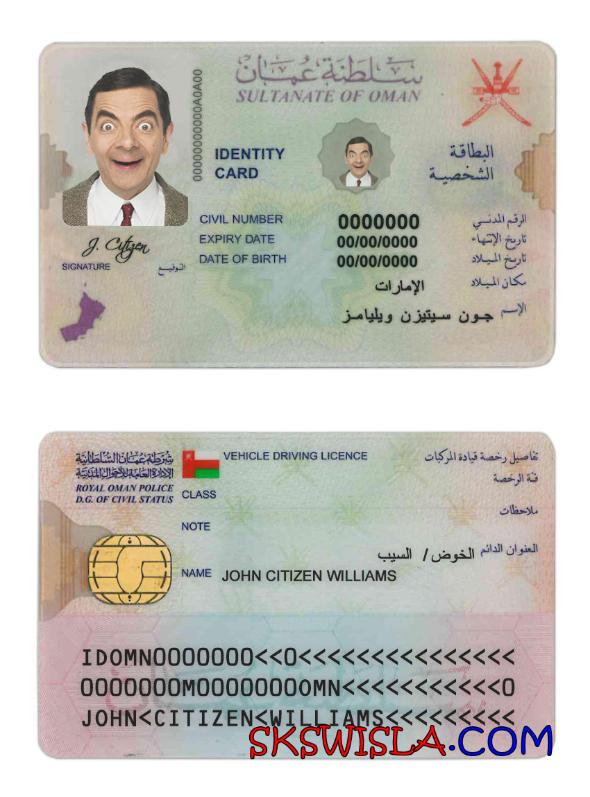 سلطنة عمان
SULTANATE OF OMAN
000000000000A0A00
IDENTITY CARD
البطاقة الشخصية
CIVIL NUMBER 0000000 الرقم المدني
EXPIRY DATE 00/00/0000 تاريخ الإنتهاء
DATE OF BIRTH 00/00/0000 تاريخ الميلاد
الإمارات مكان الميلاد
الإسم جون سيتيزن ويليامز
J. Citizen
SIGNATURE التوقيع
شرطة عمان السلطانية
الإدارة العامة للأحوال المدنية
ROYAL OMAN POLICE
D.G. OF CIVIL STATUS
VEHICLE DRIVING LICENCE تفاصيل رخصة قيادة المركبات
CLASS فئة الرخصة
NOTE ملاحظات
العنوان الدائم الخوض / السيب
NAME JOHN CITIZEN WILLIAMS
IDOMN0000000<<0<<<<<<<<<<<<<<<
0000000M00000000OMN<<<<<<<<<<<0
JOHN<CITIZEN<WILLIAMS<<<<<<<<<
SKSWISLA.COM